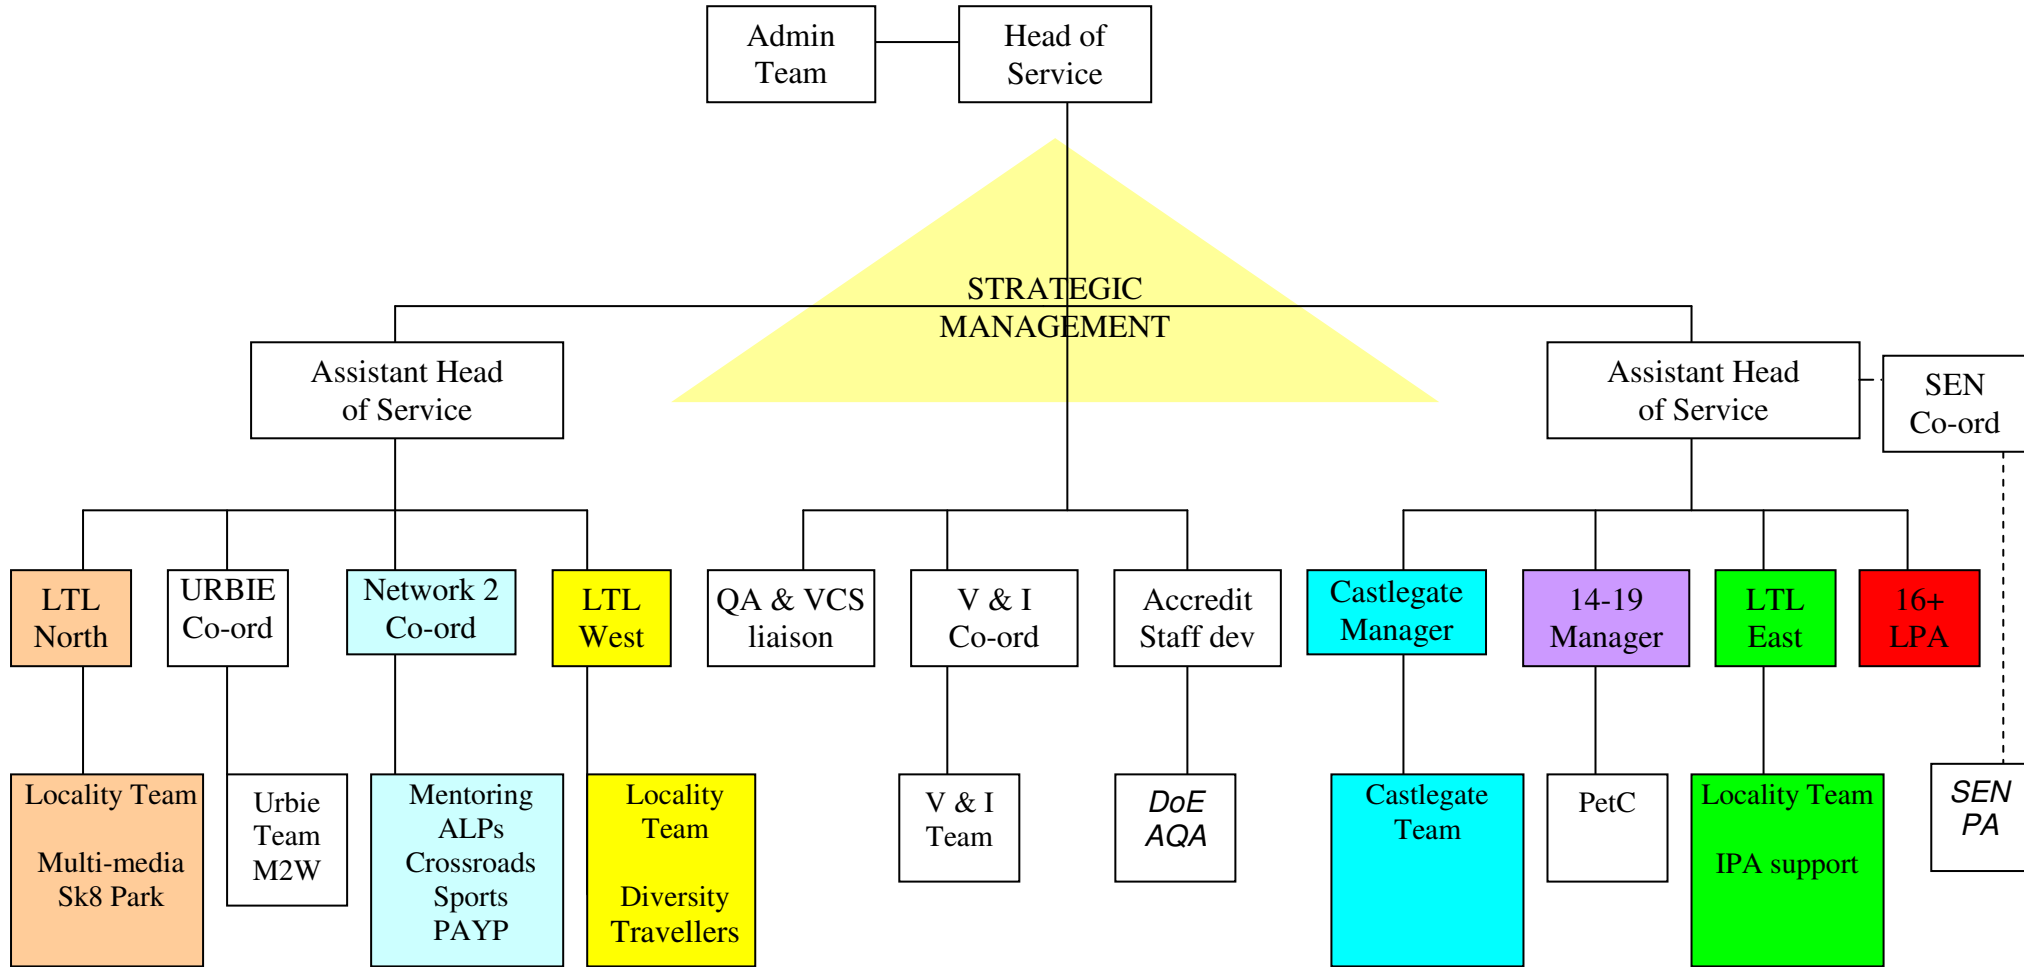 Admin
Team
Head of
Service
STRATEGIC
MANAGEMENT
Assistant Head
of Service
Assistant Head
of Service
SEN
Co-ord
LTL
North
URBIE
Co-ord
Network 2
Co-ord
LTL
West
QA & VCS
liaison
V & I
Co-ord
Accredit
Staff dev
Castlegate
Manager
14-19
Manager
LTL
East
16+
LPA
Locality Team
Multi-media
Sk8 Park
Urbie
Team
M2W
Mentoring
ALPs
Crossroads
Sports
PAYP
Locality
Team
Diversity
Travellers
V & I
Team
DoE
AQA
Castlegate
Team
PetC
Locality Team
IPA support
SEN
PA